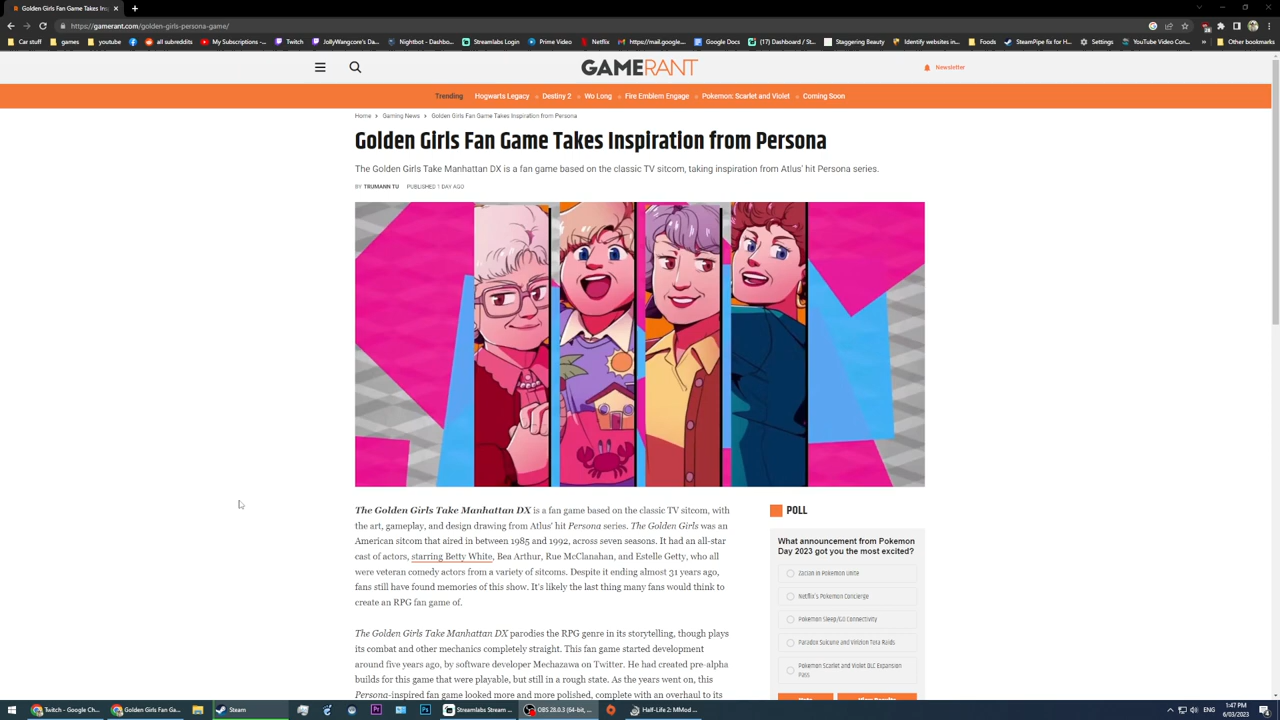 Golden Girls Fan Game Takes Ins
https://gamerant.com/golden-girls-persona-game/
Car stuff
games
youtube
all subreddits
My Subscriptions -...
Twitch
JollyWangcore's Da...
Nightbot - Dashbo...
Streamlabs Login
Prime Video
Netflix
https://mail.google...
Google Docs
(17) Dashboard / St...
Staggering Beauty
Identify websites in...
Foods
SteamPipe fix for H...
Settings
YouTube Video Con...
Other bookmarks
GAMERANT
Newsletter
Trending Hogwarts Legacy Destiny 2 Wo Long Fire Emblem Engage Pokemon: Scarlet and Violet Coming Soon
Home > Gaming News > Golden Girls Fan Game Takes Inspiration from Persona
Golden Girls Fan Game Takes Inspiration from Persona
The Golden Girls Take Manhattan DX is a fan game based on the classic TV sitcom, taking inspiration from Atlus' hit Persona series.
BY TRUMANN TU PUBLISHED 1 DAY AGO
The Golden Girls Take Manhattan DX is a fan game based on the classic TV sitcom, with
the art, gameplay, and design drawing from Atlus' hit Persona series. The Golden Girls was an
American sitcom that aired in between 1985 and 1992, across seven seasons. It had an all-star
cast of actors, starring Betty White, Bea Arthur, Rue McClanahan, and Estelle Getty, who all
were veteran comedy actors from a variety of sitcoms. Despite it ending almost 31 years ago,
fans still have found memories of this show. It's likely the last thing many fans would think to
create an RPG fan game of.
The Golden Girls Take Manhattan DX parodies the RPG genre in its storytelling, though plays
its combat and other mechanics completely straight. This fan game started development
around five years ago, by software developer Mechazawa on Twitter. He had created pre-alpha
builds for this game that were playable, but still in a rough state. As the years went on, this
Persona-inspired fan game looked more and more polished, complete with an overhaul to its
POLL
What announcement from Pokemon
Day 2023 got you the most excited?
Zacian in Pokemon Unite
Netflix's Pokemon Concierge
Pokemon Sleep/GO Connectivity
Paradox Suicune and Virizion Tera Raids
Pokemon Scarlet and Violet DLC Expansion
Pass
Vote
View Results
Twitch - Google Ch...
Golden Girls Fan Ga...
Steam
Streamlabs - Goo...
OBS 28.0.3 (64-bit, ...
Half-Life 2: MMod ...
1:47 PM
6/03/2023